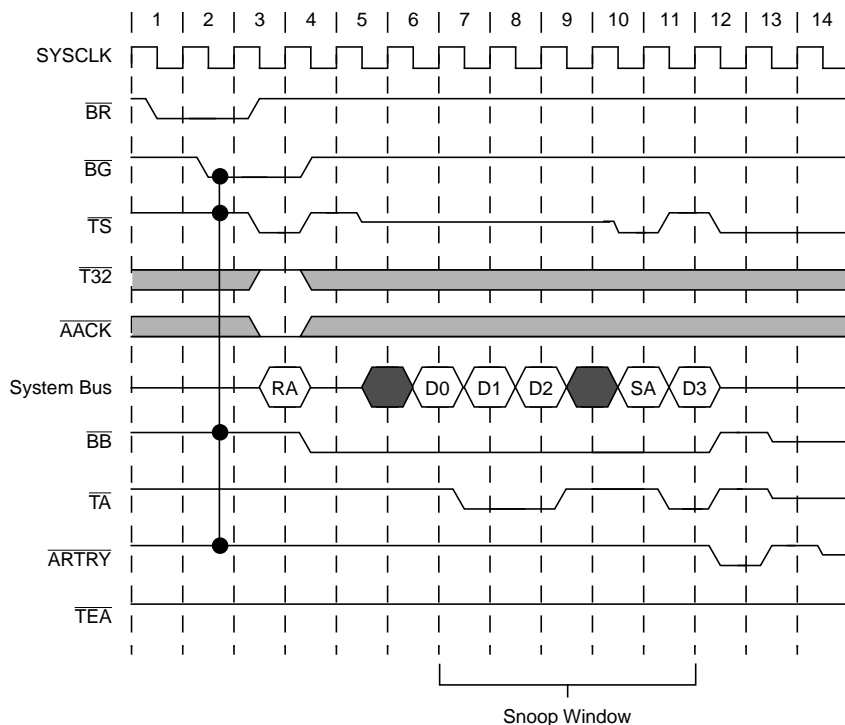 1 2 3 4 5 6 7 8 9 10 11 12 13 14
SYSCLK
BR
BG
TS
T32
AACK
System Bus RA D0 D1 D2 SA D3
BB
TA
ARTRY
TEA
Snoop Window